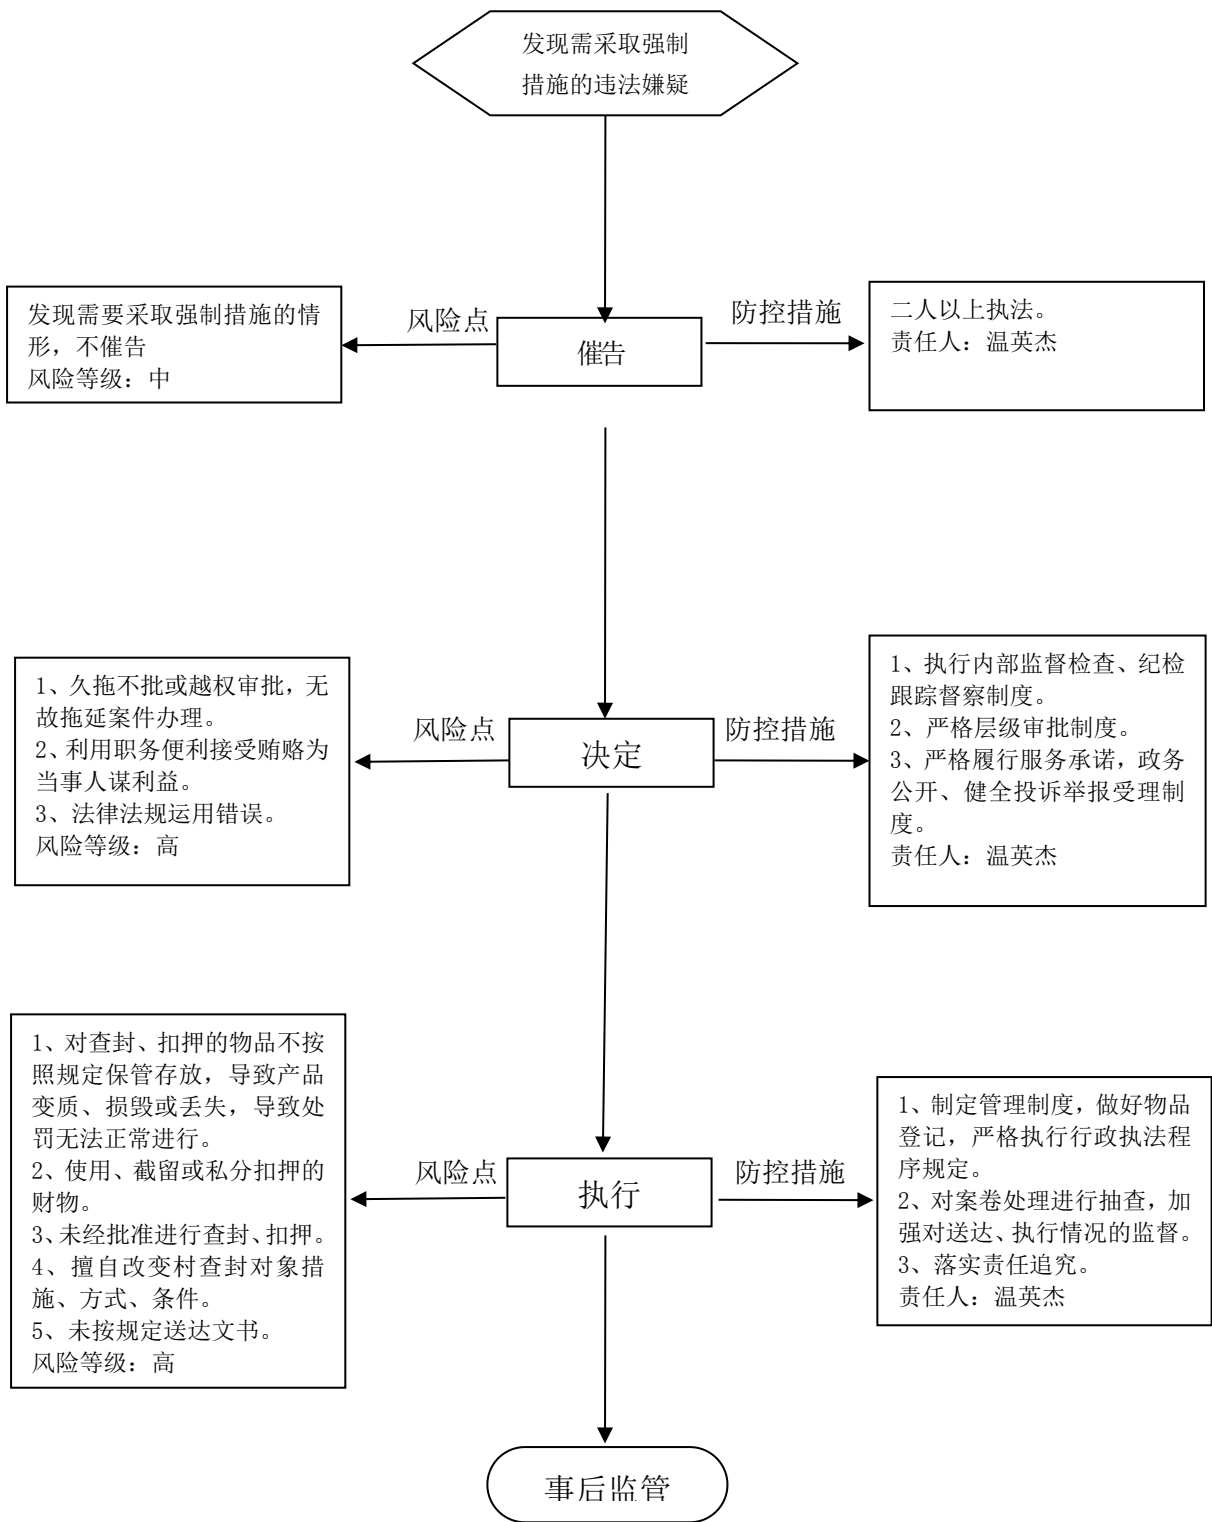 发现需采取强制
措施的违法嫌疑
发现需要采取强制措施的情
形，不催告
风险等级：中
风险点
催告
防控措施
二人以上执法。
责任人：温英杰
1、久拖不批或越权审批，无
故拖延案件办理。
2、利用职务便利接受贿赂为
当事人谋利益。
3、法律法规运用错误。
风险等级：高
风险点
决定
防控措施
1、执行内部监督检查、纪检
跟踪督察制度。
2、严格层级审批制度。
3、严格履行服务承诺，政务
公开、健全投诉举报受理制
度。
责任人：温英杰
1、对查封、扣押的物品不按
照规定保管存放，导致产品
变质、损毁或丢失，导致处
罚无法正常进行。
2、使用、截留或私分扣押的
财物。
3、未经批准进行查封、扣押。
4、擅自改变村查封对象措
施、方式、条件。
5、未按规定送达文书。
风险等级：高
风险点
执行
防控措施
1、制定管理制度，做好物品
登记，严格执行行政执法程
序规定。
2、对案卷处理进行抽查，加
强对送达、执行情况的监督。
3、落实责任追究。
责任人：温英杰
事后监管